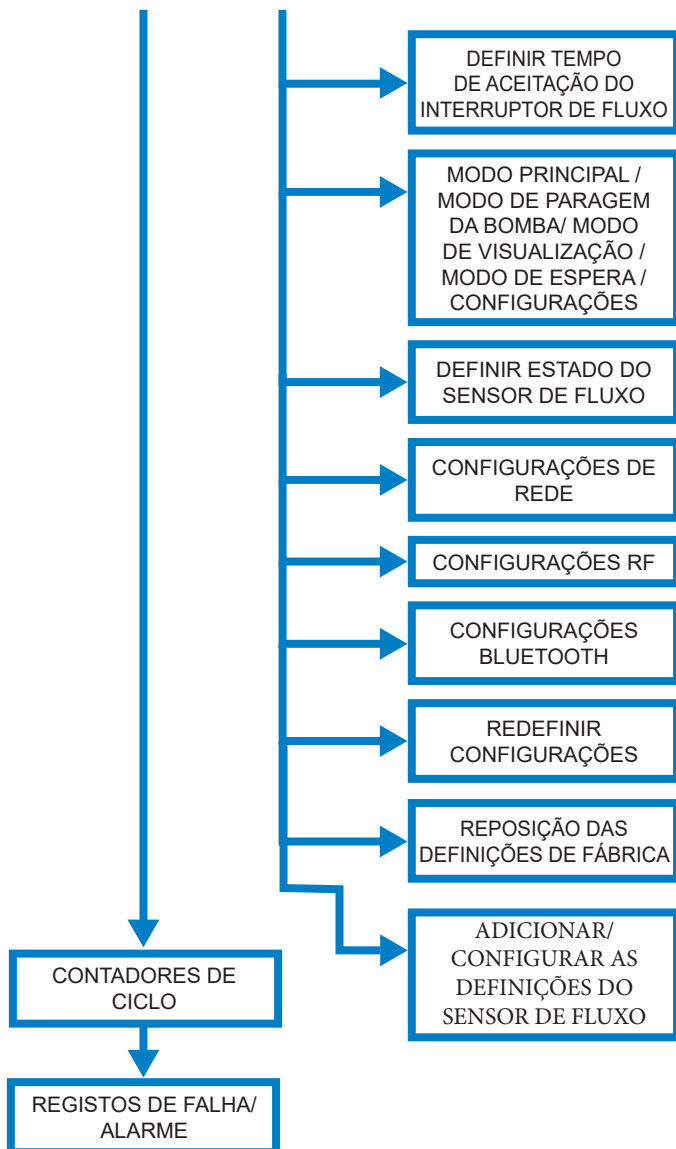 DEFINIR TEMPO
DE ACEITAÇÃO DO
INTERRUPTOR DE FLUXO
MODO PRINCIPAL /
MODO DE PARAGEM
DA BOMBA/ MODO
DE VISUALIZAÇÃO /
MODO DE ESPERA /
CONFIGURAÇÕES
DEFINIR ESTADO DO
SENSOR DE FLUXO
CONFIGURAÇÕES DE
REDE
CONFIGURAÇÕES RF
CONFIGURAÇÕES
BLUETOOTH
REDEFINIR
CONFIGURAÇÕES
REPOSIÇÃO DAS
DEFINIÇÕES DE FÁBRICA
ADICIONAR/
CONFIGURAR AS
DEFINIÇÕES DO
SENSOR DE FLUXO
CONTADORES DE
CICLO
REGISTOS DE FALHA/
ALARME